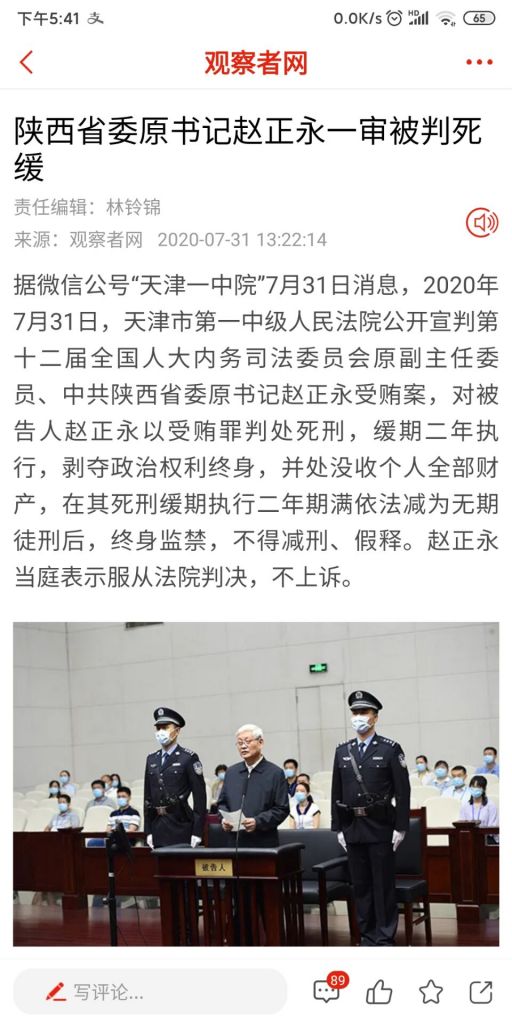 下午5:41 支
0.0K/s HD 65
观察者网
陕西省委原书记赵正永一审被判死
缓
责任编辑：林铃锦
来源：观察者网 2020-07-31 13:22:14
据微信公号“天津一中院”7月31日消息，2020年
7月31日，天津市第一中级人民法院公开宣判第
十二届全国人大内务司法委员会原副主任委
员、中共陕西省委原书记赵正永受贿案，对被
告人赵正永以受贿罪判处死刑，缓期二年执
行，剥夺政治权利终身，并处没收个人全部财
产，在其死刑缓期执行二年期满依法减为无期
徒刑后，终身监禁，不得减刑、假释。赵正永
当庭表示服从法院判决，不上诉。
被告人
写评论...
89